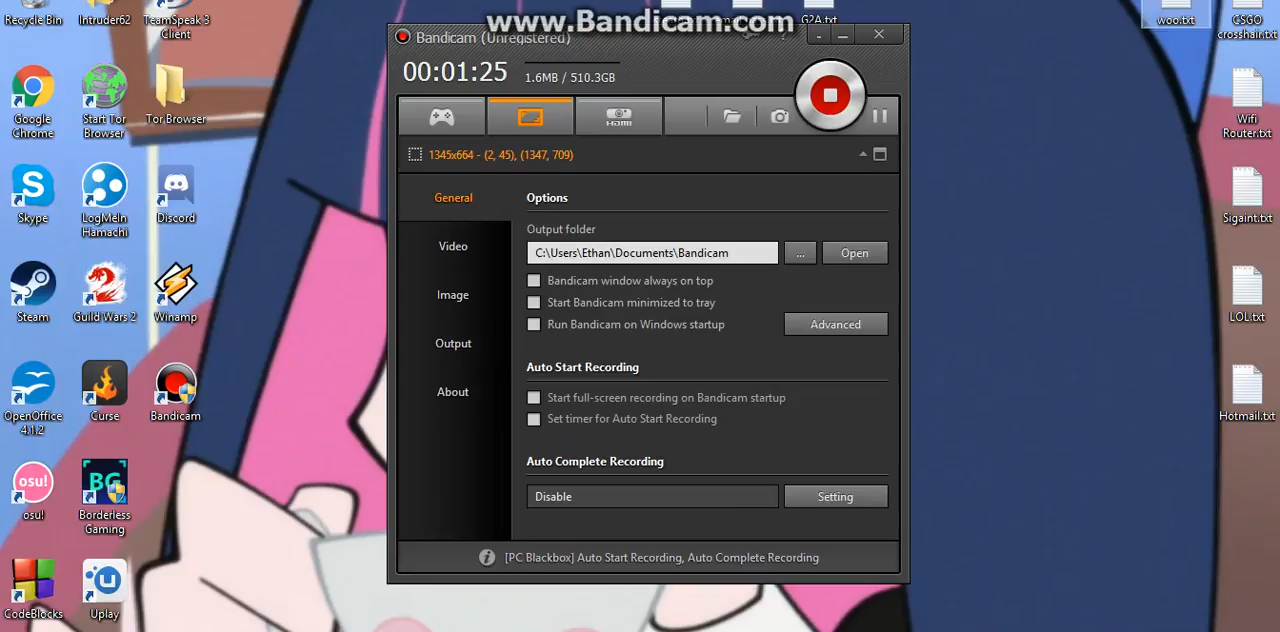 www.Bandicam.com
Recycle Bin
Intruder62
TeamSpeak 3
Client
G2A.txt
woo.txt
CSGO
crosshair.txt
Bandicam (Unregistered)
00:01:25
1.6MB / 510.3GB
HDMI
1345x664 - (2, 45), (1347, 709)
General
Video
Image
Output
About
Options
Output folder
C:\Users\Ethan\Documents\Bandicam
...
Open
Bandicam window always on top
Start Bandicam minimized to tray
Run Bandicam on Windows startup
Advanced
Auto Start Recording
Start full-screen recording on Bandicam startup
Set timer for Auto Start Recording
Auto Complete Recording
Disable
Setting
[PC Blackbox] Auto Start Recording, Auto Complete Recording
Google
Chrome
Start Tor
Browser
Tor Browser
Skype
LogMeIn
Hamachi
Discord
Steam
Guild Wars 2
Winamp
OpenOffice
4.1.2
Curse
Bandicam
osu!
osu!
BG
Borderless
Gaming
CodeBlocks
Uplay
Wifi
Router.txt
Sigaint.txt
LOL.txt
Hotmail.txt